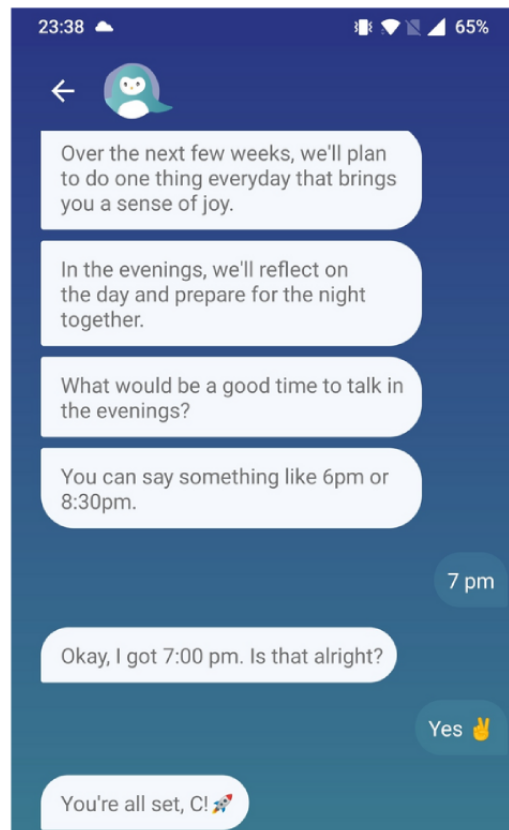 23:38
65%
Over the next few weeks, we'll plan
to do one thing everyday that brings
you a sense of joy.
In the evenings, we'll reflect on
the day and prepare for the night
together.
What would be a good time to talk in
the evenings?
You can say something like 6pm or
8:30pm.
7 pm
Okay, I got 7:00 pm. Is that alright?
Yes ✌️
You're all set, C!🚀